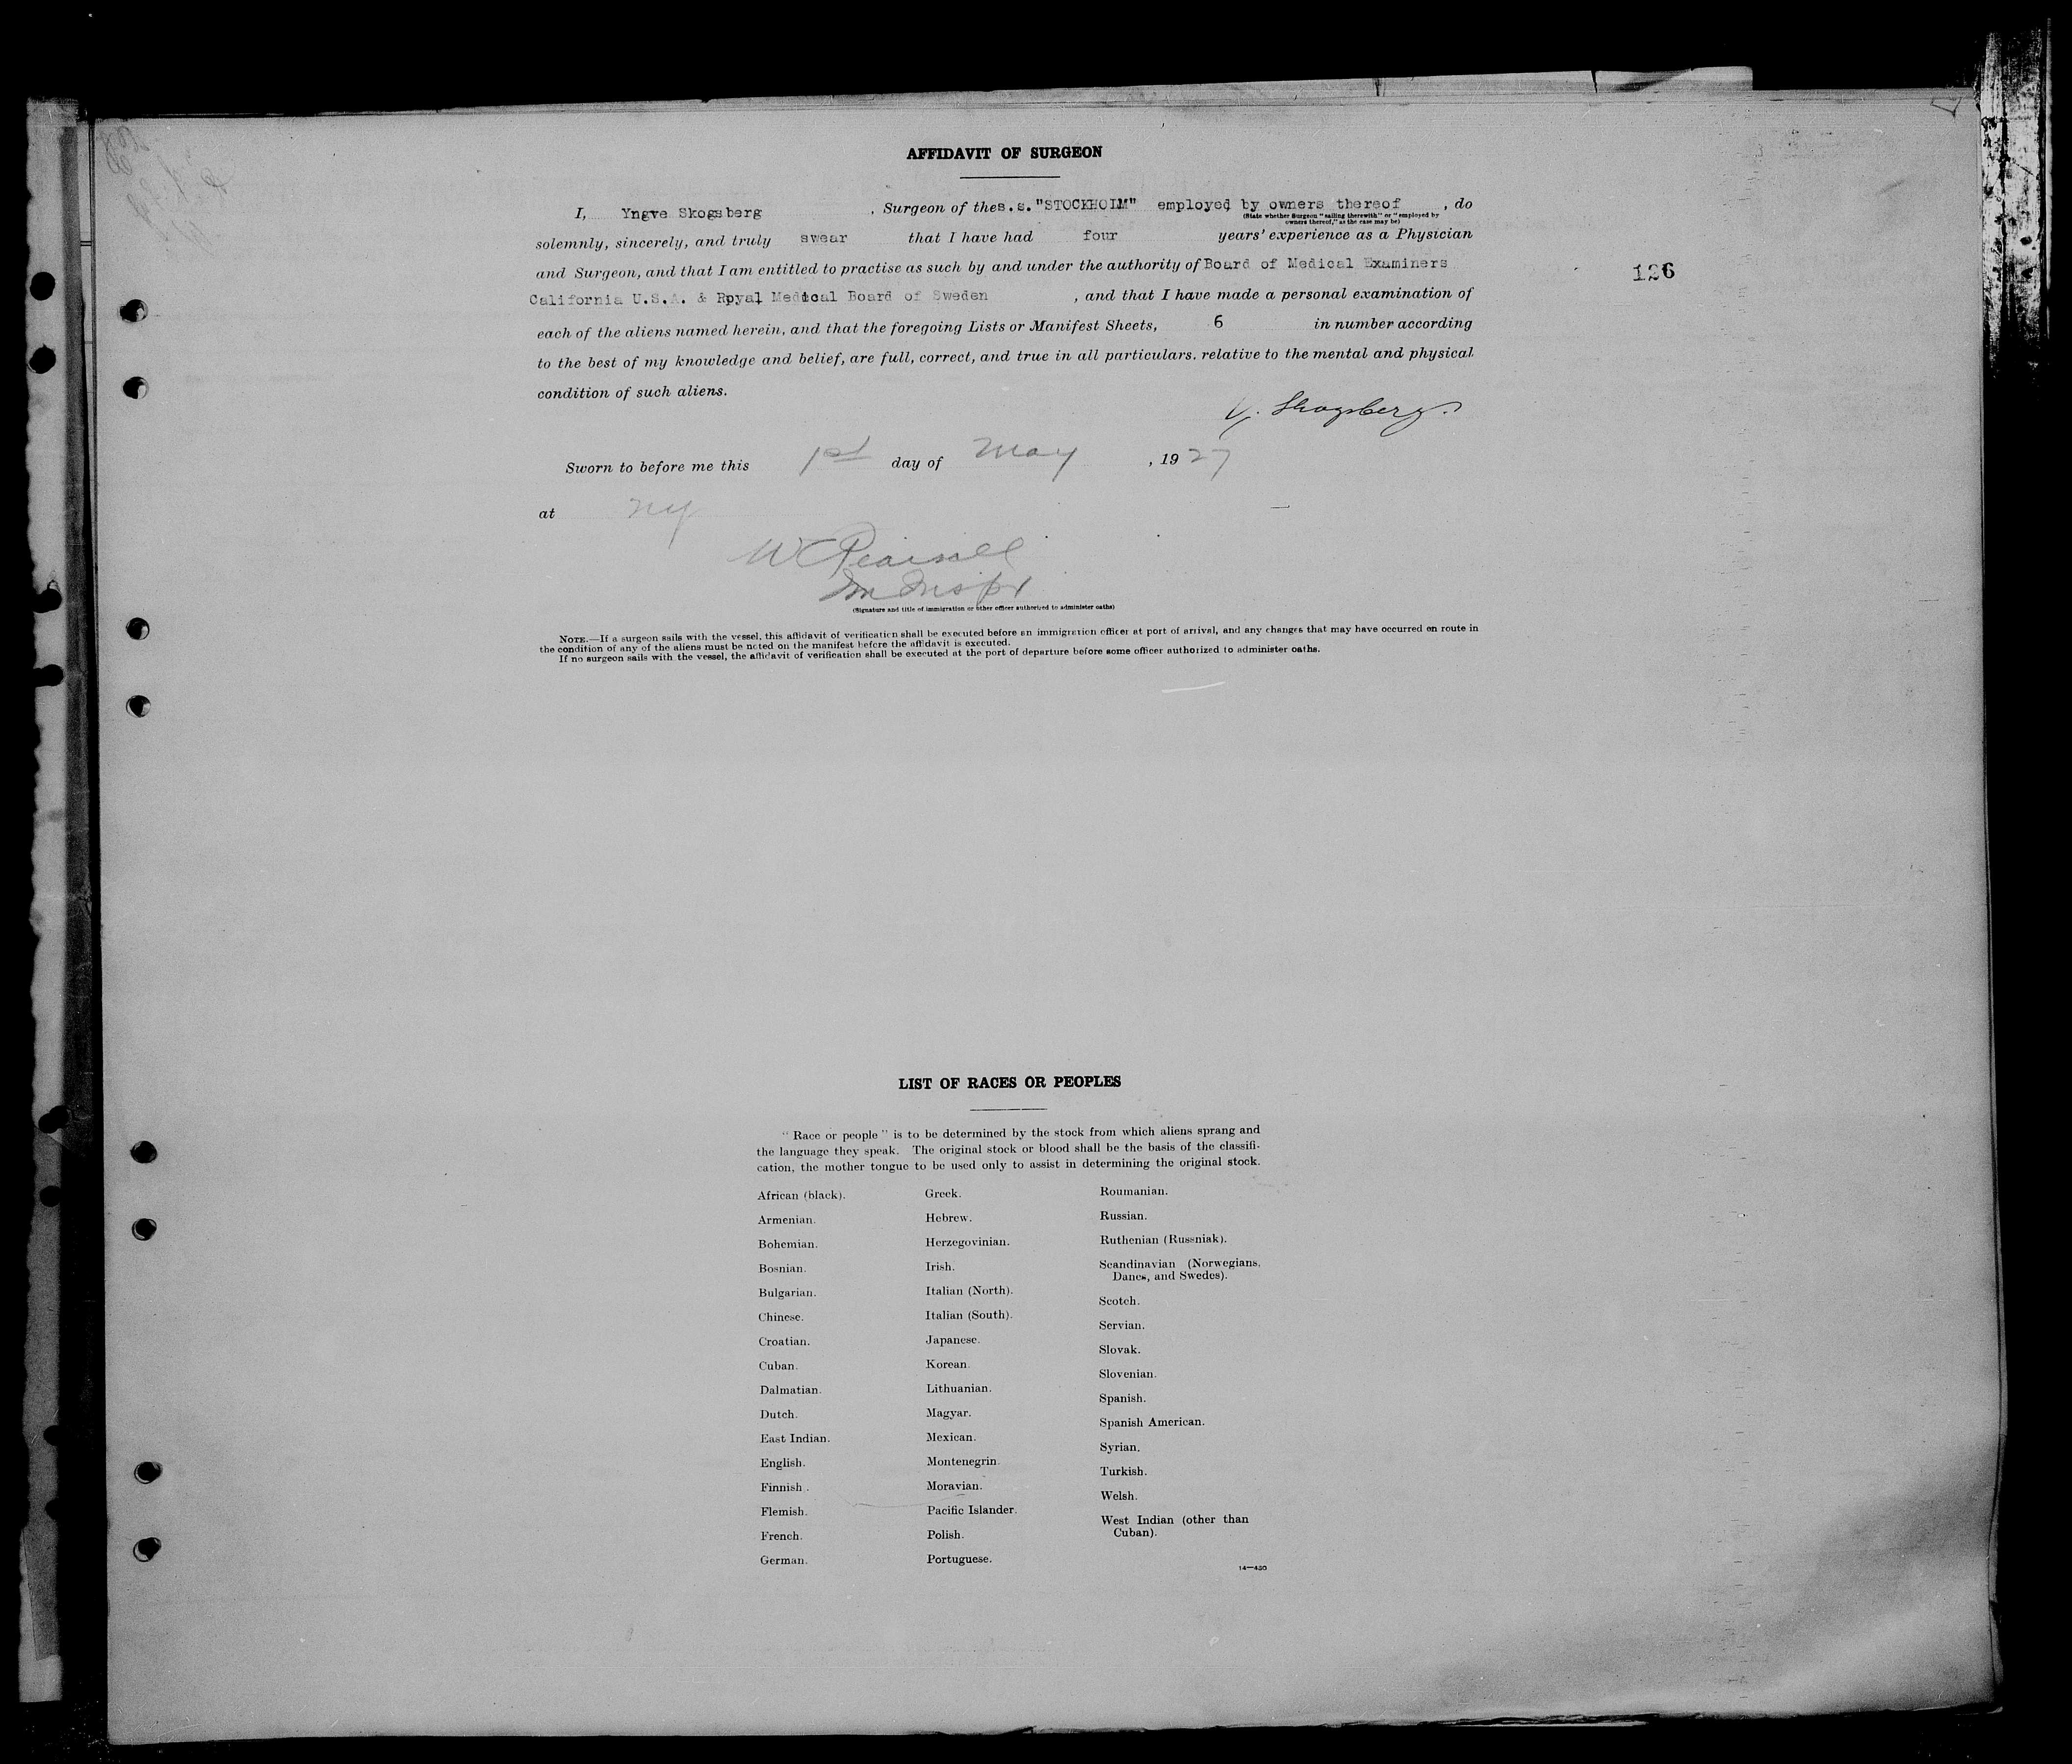 AFFIDAVIT OF SURGEON
I, Yngve Skogsberg, Surgeon of the s.s. "STOCKHOLM" employed by owners thereof, do
(State whether Surgeon "sailing therewith" or "employed by
owners thereof," as the case may be)
solemnly, sincerely, and truly swear that I have had four years' experience as a Physician
and Surgeon, and that I am entitled to practise as such by and under the authority of Board of Medical Examiners
126
California U.S.A. & Royal Medical Board of Sweden, and that I have made a personal examination of
each of the aliens named herein, and that the foregoing Lists or Manifest Sheets, 6 in number according
to the best of my knowledge and belief, are full, correct, and true in all particulars. relative to the mental and physical
condition of such aliens.
Y. Skogsberg.
Sworn to before me this 1st day of May, 1927
at NY
W Pearsall
Im Inspr
(Signature and title of immigration or other officer authorized to administer oaths)
NOTE.—If a surgeon sails with the vessel, this affidavit of verification shall be executed before an immigration officer at port of arrival, and any changes that may have occurred en route in
the condition of any of the aliens must be noted on the manifest before the affidavit is executed.
If no surgeon sails with the vessel, the affidavit of verification shall be executed at the port of departure before some officer authorized to administer oaths.
LIST OF RACES OR PEOPLES
"Race or people" is to be determined by the stock from which aliens sprang and
the language they speak. The original stock or blood shall be the basis of the classifi-
cation, the mother tongue to be used only to assist in determining the original stock.
African (black).
Armenian.
Bohemian.
Bosnian.
Bulgarian.
Chinese.
Croatian.
Cuban.
Dalmatian.
Dutch.
East Indian.
English.
Finnish.
Flemish.
French.
German.
Greek.
Hebrew.
Herzegovinian.
Irish.
Italian (North).
Italian (South).
Japanese.
Korean.
Lithuanian.
Magyar.
Mexican.
Montenegrin.
Moravian.
Pacific Islander.
Polish.
Portuguese.
Roumanian.
Russian.
Ruthenian (Russniak).
Scandinavian (Norwegians,
Danes, and Swedes).
Scotch.
Servian.
Slovak.
Slovenian.
Spanish.
Spanish American.
Syrian.
Turkish.
Welsh.
West Indian (other than
Cuban).
14—430